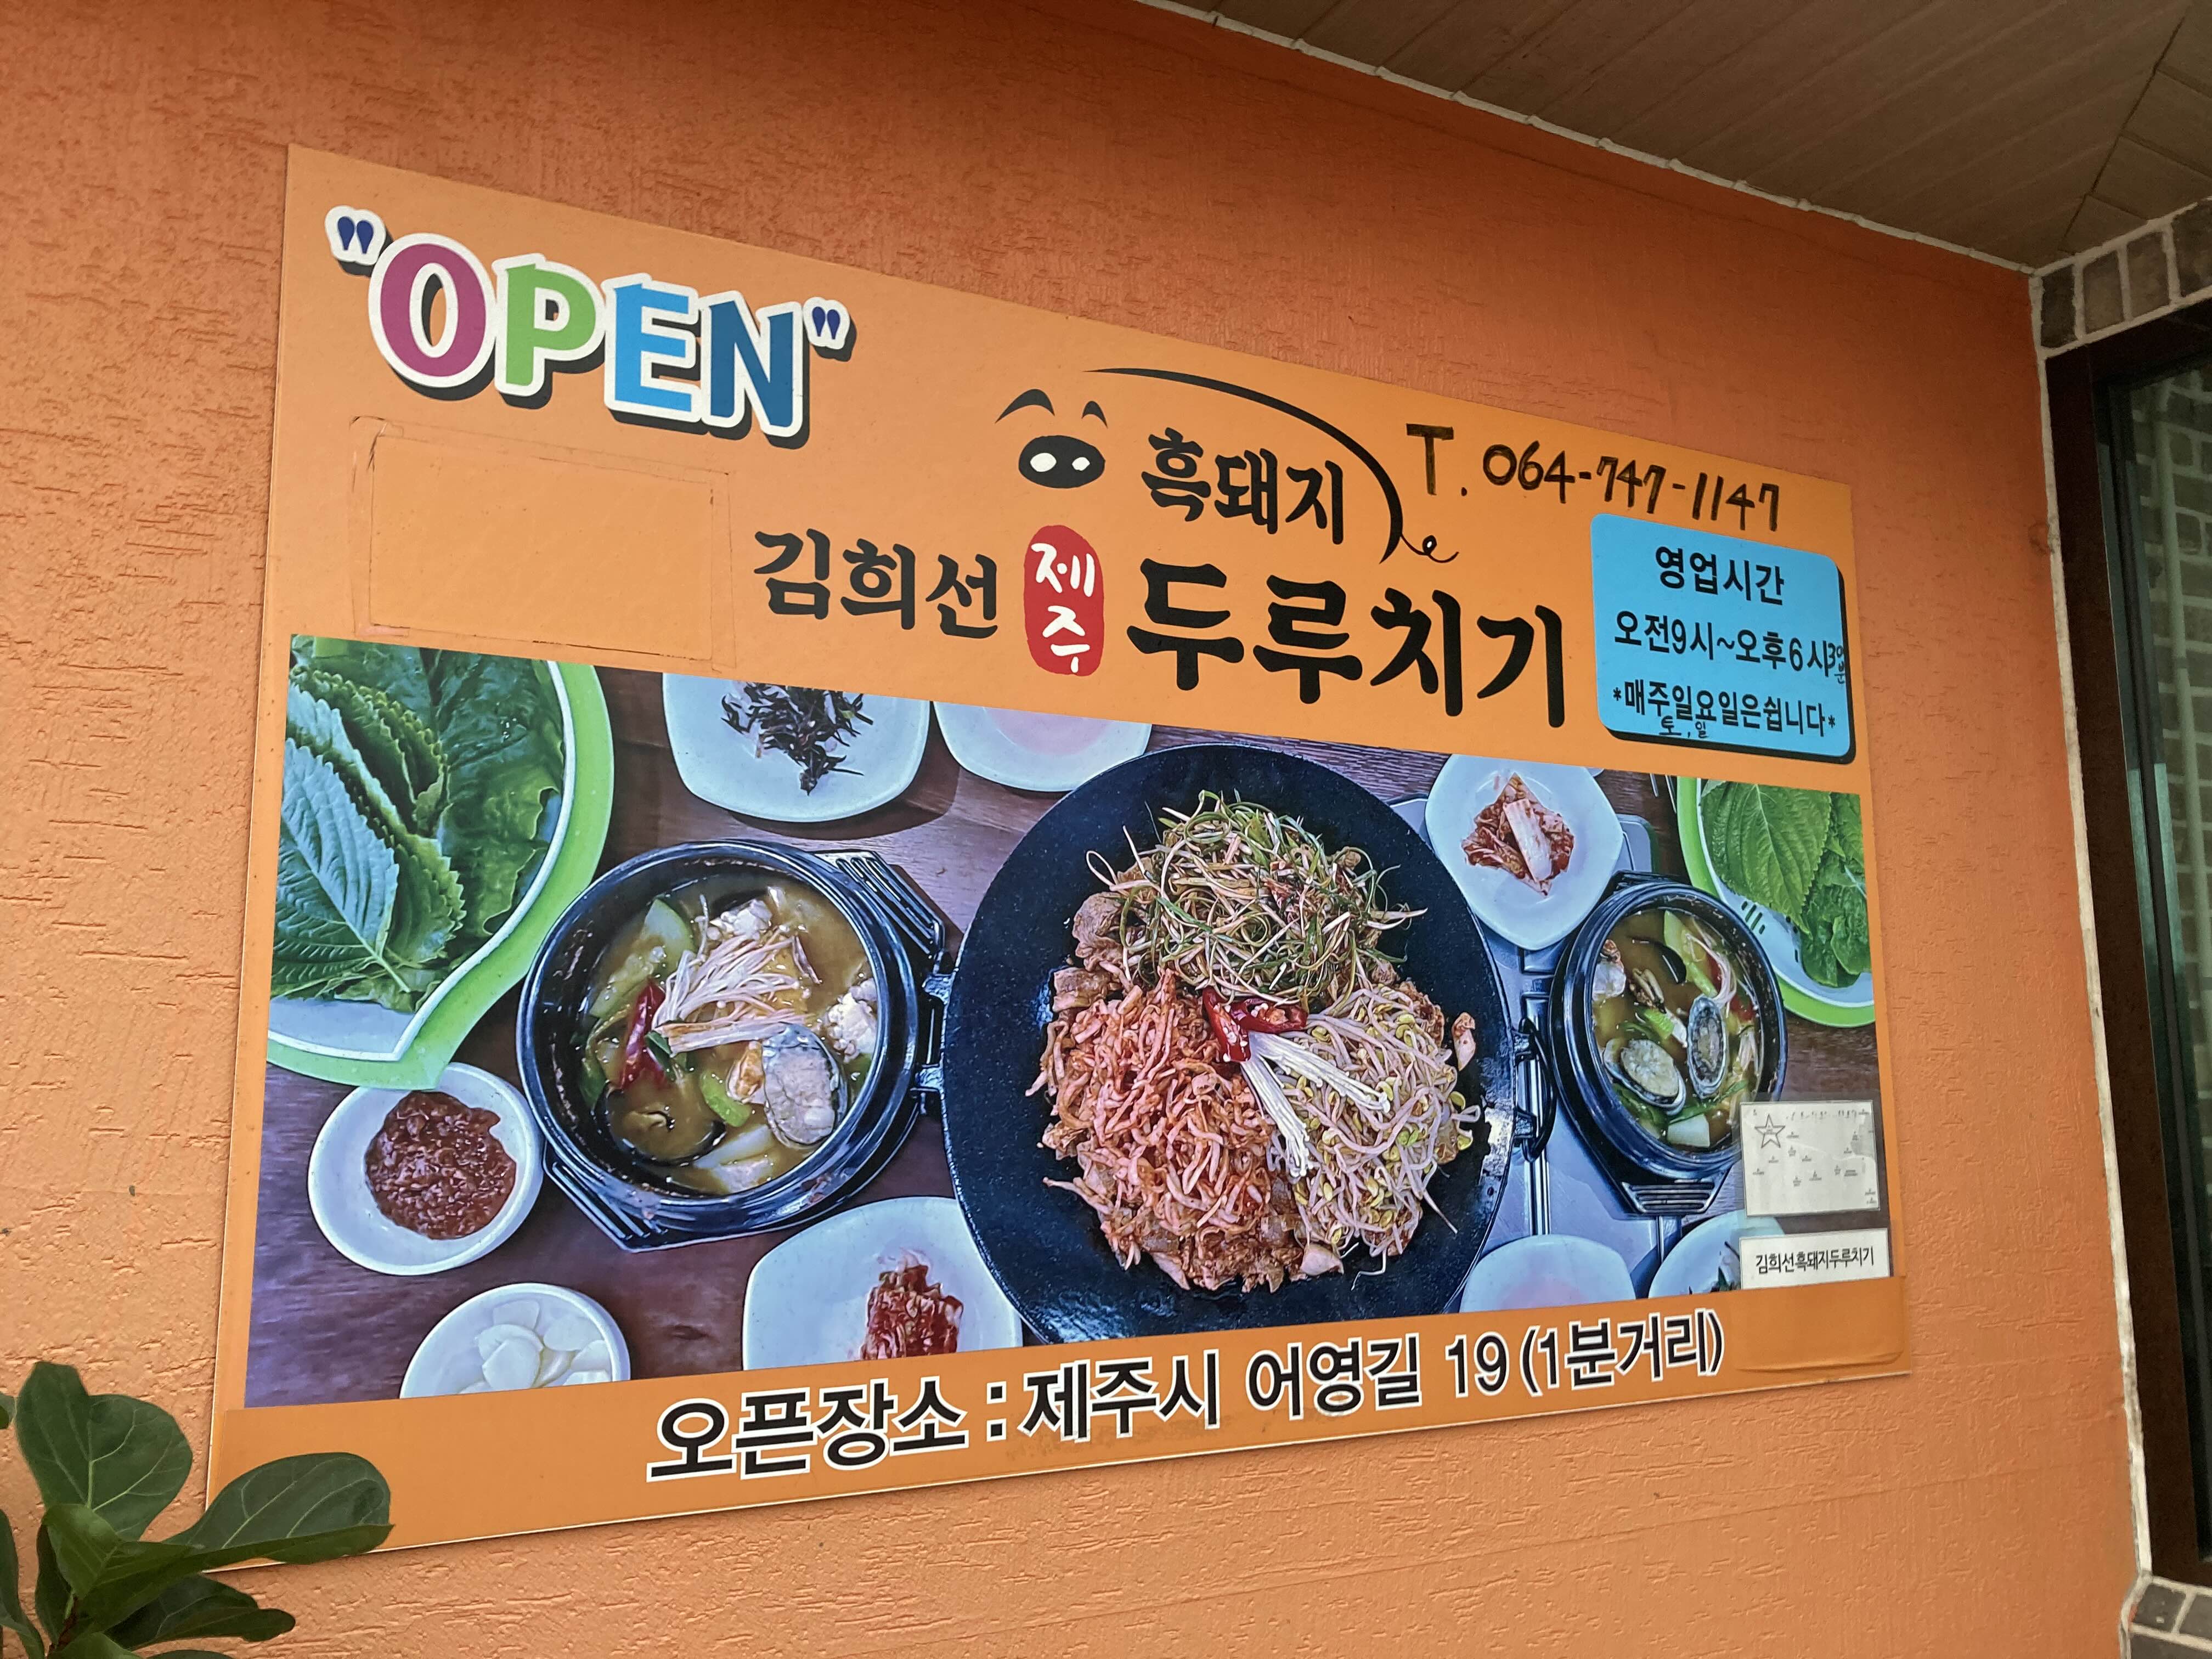 "OPEN"
흑돼지
T. 064-747-1147
김희선 제주 두루치기
영업시간
오전9시~오후6시30분
*매주일요일은쉽니다*
토,일
김희선흑돼지두루치기
오픈장소 : 제주시 어영길 19 (1분거리)